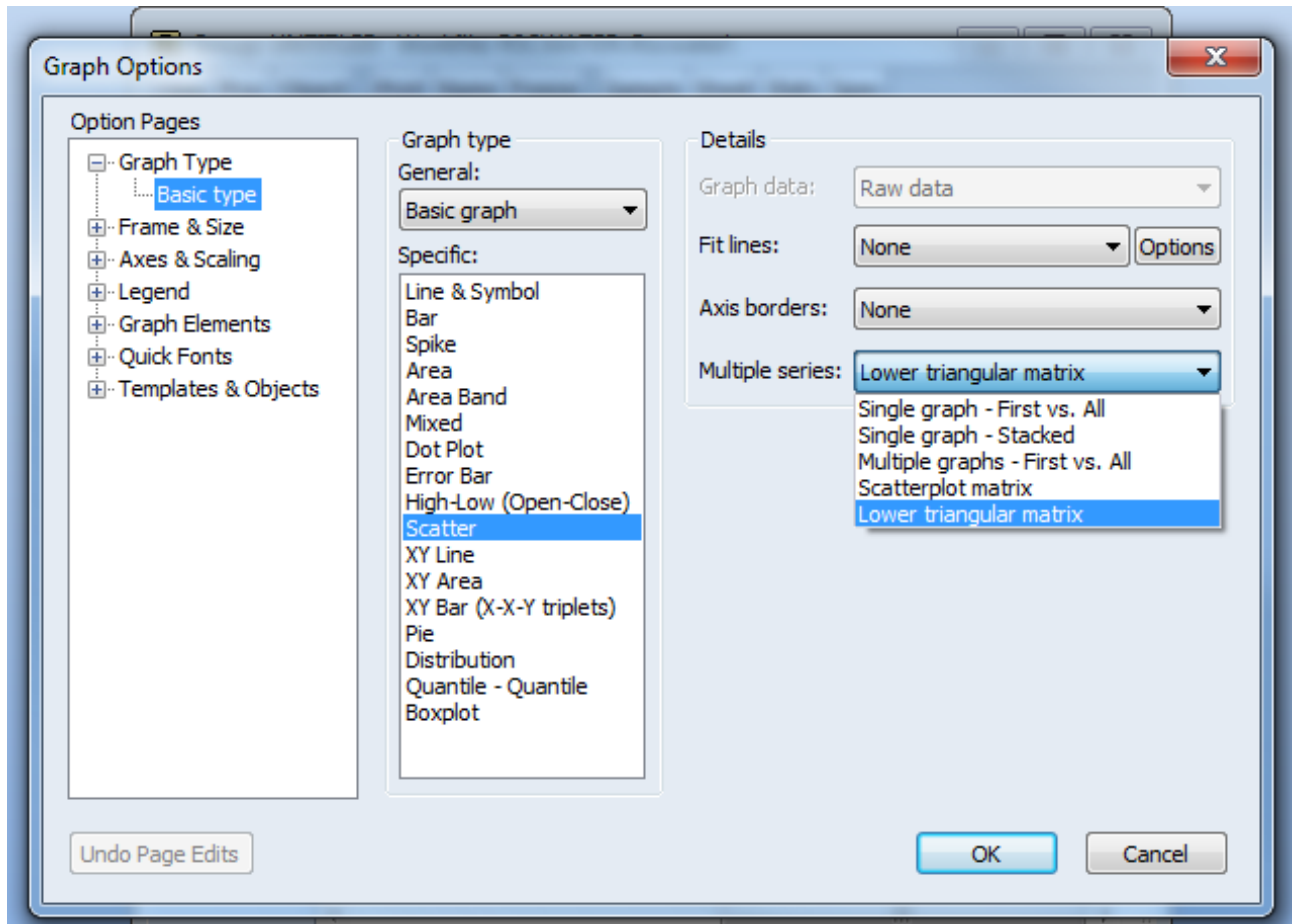 Graph Options
Option Pages
Graph Type
Basic type
Frame & Size
Axes & Scaling
Legend
Graph Elements
Quick Fonts
Templates & Objects
Graph type
General:
Basic graph
Specific:
Line & Symbol
Bar
Spike
Area
Area Band
Mixed
Dot Plot
Error Bar
High-Low (Open-Close)
Scatter
XY Line
XY Area
XY Bar (X-X-Y triplets)
Pie
Distribution
Quantile - Quantile
Boxplot
Details
Graph data: Raw data
Fit lines: None Options
Axis borders: None
Multiple series: Lower triangular matrix
Single graph - First vs. All
Single graph - Stacked
Multiple graphs - First vs. All
Scatterplot matrix
Lower triangular matrix
Undo Page Edits
OK
Cancel